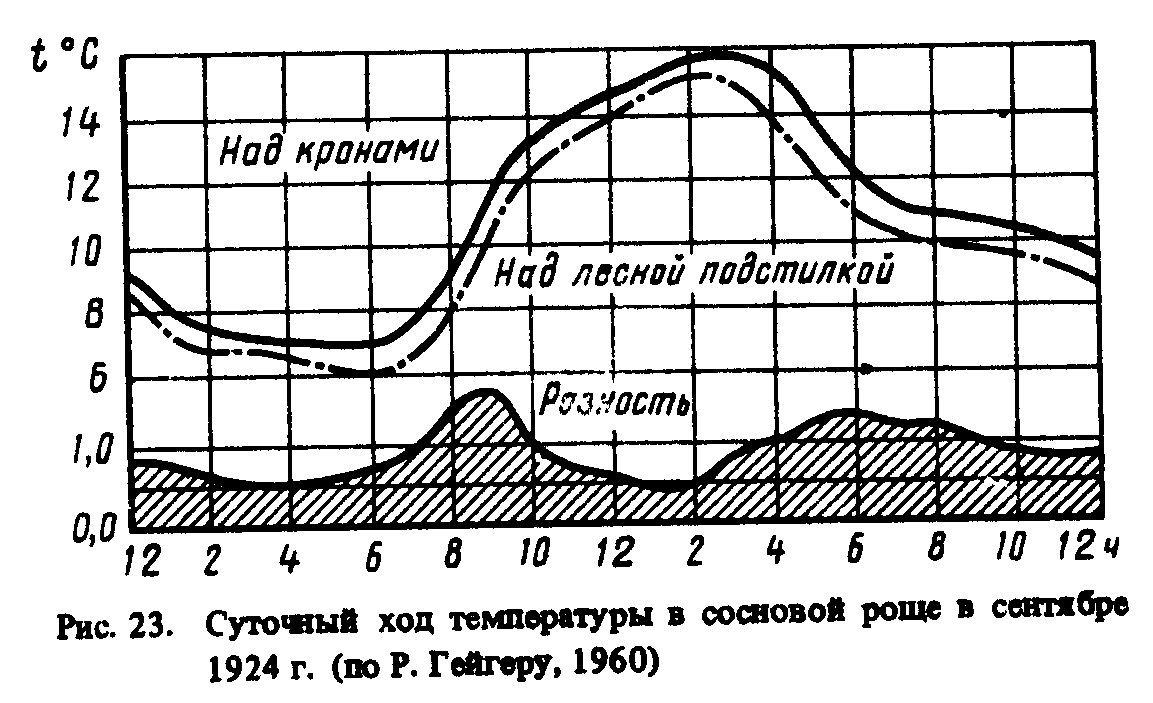 t °C
14
Над кронами
12
10
Над лесной подстилкой
8
6
Разность
1,0
0,0
12 2 4 6 8 10 12 2 4 6 8 10 12 ч
Рис. 23. Суточный ход температуры в сосновой роще в сентябре
1924 г. (по Р. Гейгеру, 1960)